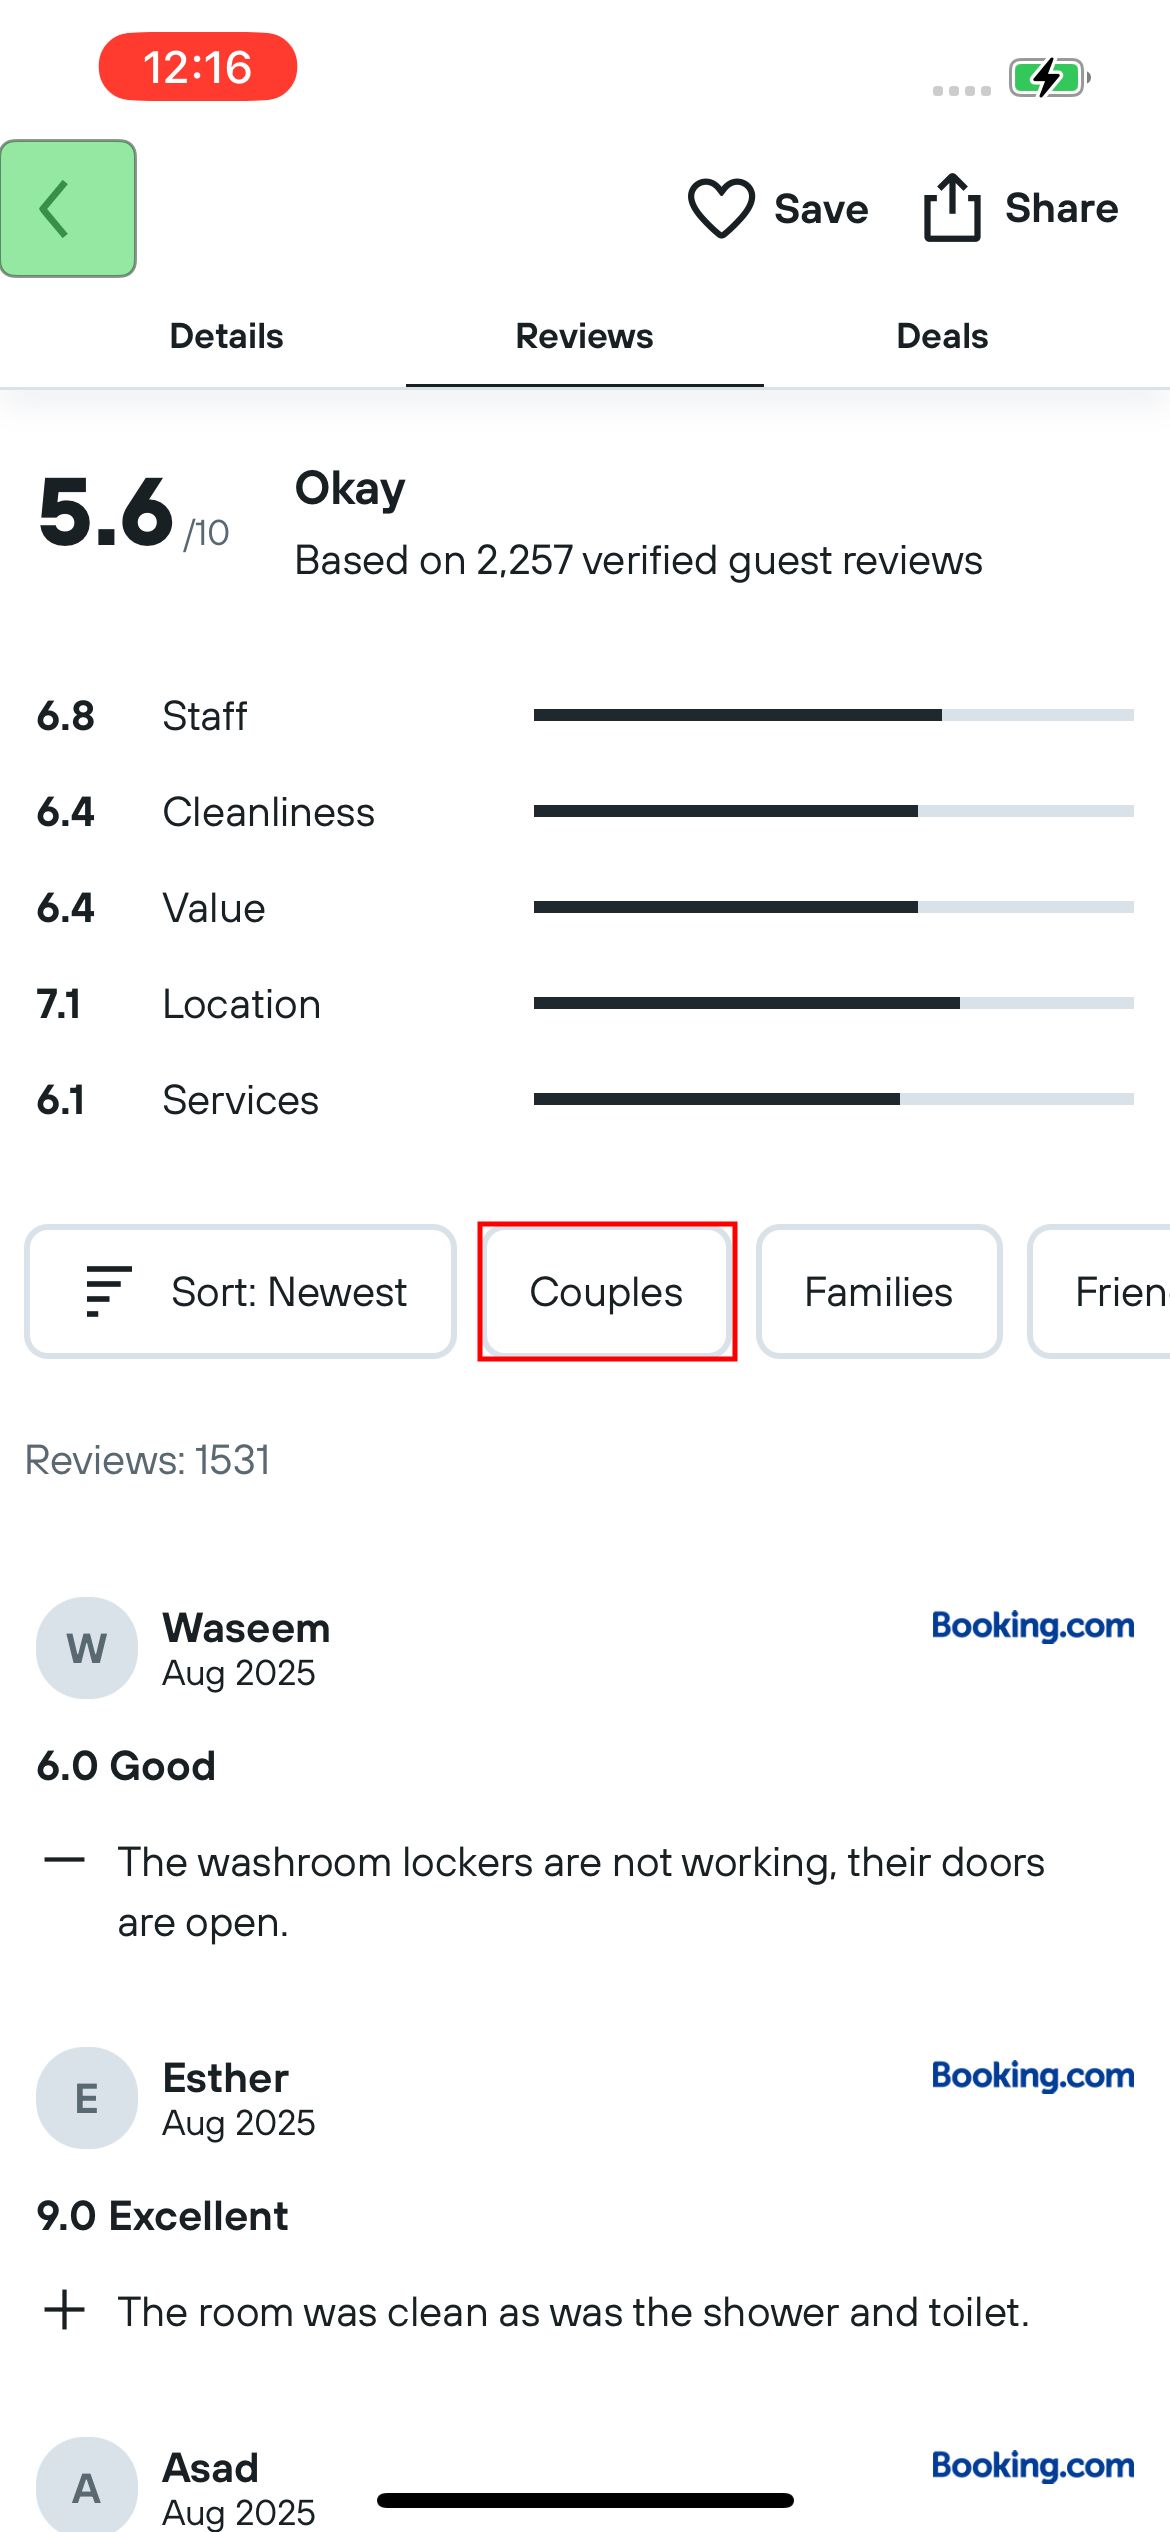 12:16
Save
Share
Details
Reviews
Deals
5.6 /10
Okay
Based on 2,257 verified guest reviews
6.8 Staff
6.4 Cleanliness
6.4 Value
7.1 Location
6.1 Services
Sort: Newest
Couples
Families
Frien
Reviews: 1531
W
Waseem
Aug 2025
Booking.com
6.0 Good
The washroom lockers are not working, their doors
are open.
E
Esther
Aug 2025
Booking.com
9.0 Excellent
The room was clean as was the shower and toilet.
A
Asad
Aug 2025
Booking.com